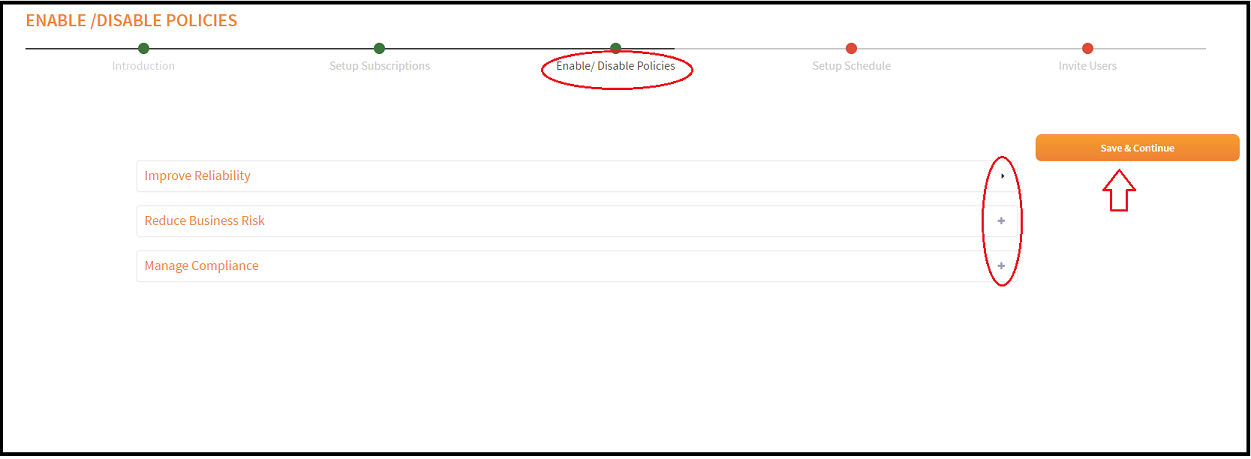 ENABLE /DISABLE POLICIES
Introduction
Setup Subscriptions
Enable/ Disable Policies
Setup Schedule
Invite Users
Save & Continue
Improve Reliability
Reduce Business Risk
Manage Compliance